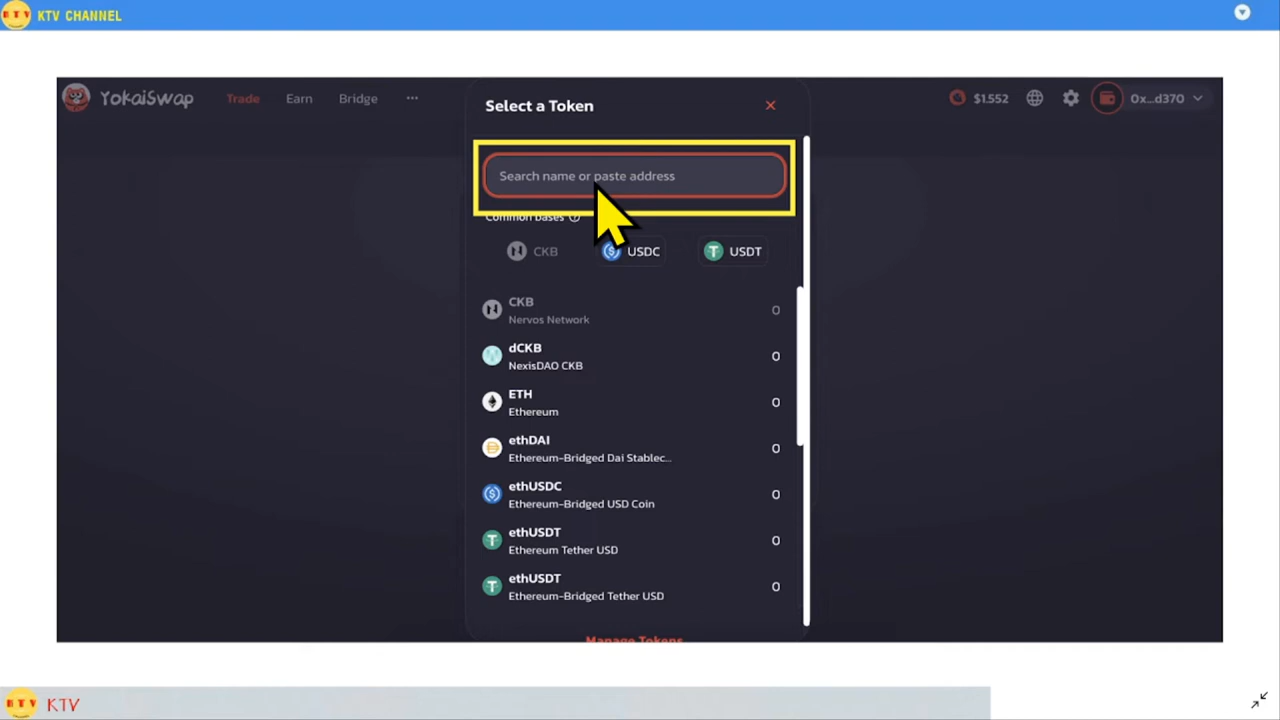 KTV
KTV CHANNEL
YokaiSwap
Trade
Earn
Bridge
Select a Token
$1.552
0x...d370
Search name or paste address
Common bases
CKB
USDC
USDT
CKB
0
Nervos Network
dCKB
0
NexisDAO CKB
ETH
0
Ethereum
ethDAI
0
Ethereum-Bridged Dai Stablec...
ethUSDC
0
Ethereum-Bridged USD Coin
ethUSDT
0
Ethereum Tether USD
ethUSDT
0
Ethereum-Bridged Tether USD
Manage Tokens
KTV
KTV